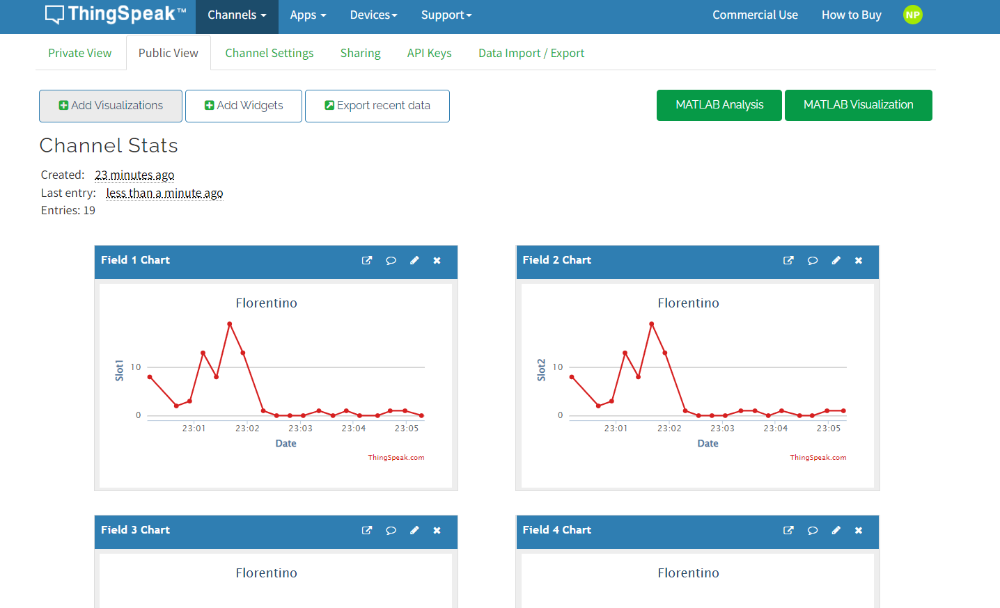 ThingSpeak™ Channels Apps Devices Support Commercial Use How to Buy NP
Private View Public View Channel Settings Sharing API Keys Data Import / Export
Add Visualizations Add Widgets Export recent data MATLAB Analysis MATLAB Visualization
Channel Stats
Created: 23 minutes ago
Last entry: less than a minute ago
Entries: 19
Field 1 Chart
Florentino
Slot1
10
0
23:01 23:02 23:03 23:04 23:05
Date
ThingSpeak.com
Field 2 Chart
Florentino
Slot2
10
0
23:01 23:02 23:03 23:04 23:05
Date
ThingSpeak.com
Field 3 Chart
Florentino
Field 4 Chart
Florentino